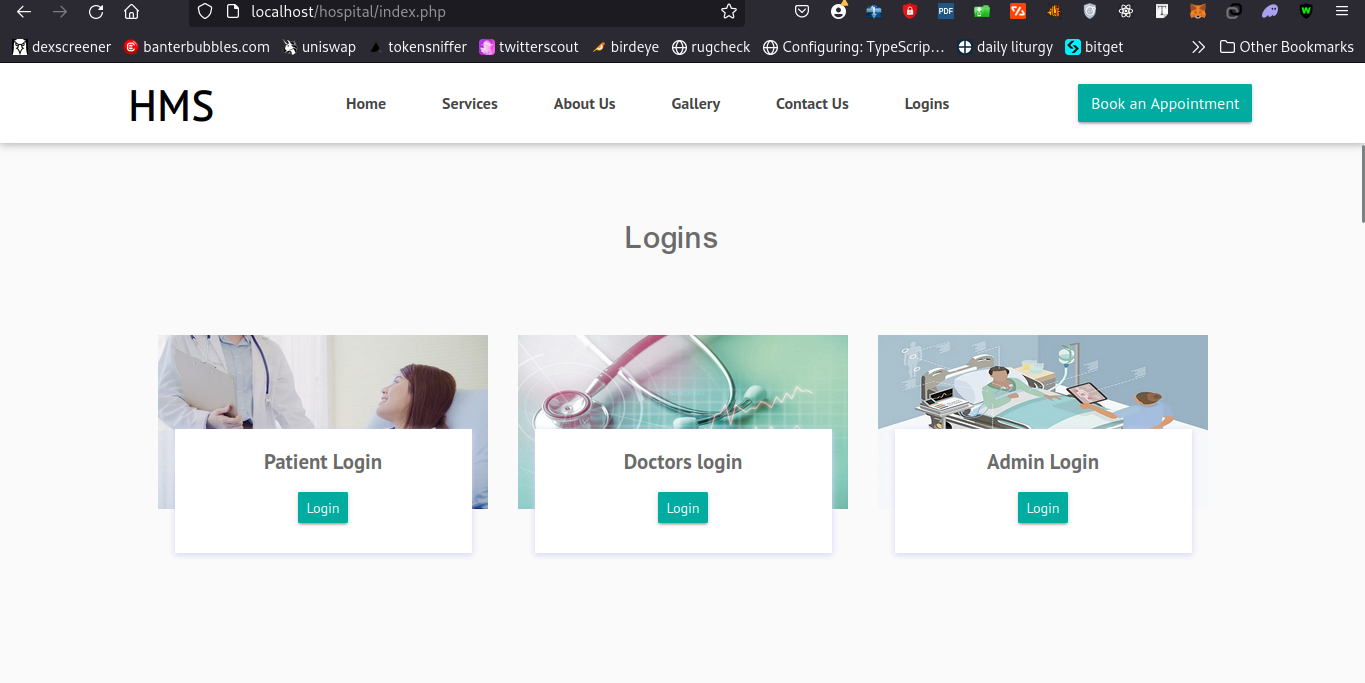 localhost/hospital/index.php
PDF
T
W
dexscreener banterbubbles.com uniswap tokensniffer twitterscout birdeye rugcheck Configuring: TypeScrip… daily liturgy bitget Other Bookmarks
HMS Home Services About Us Gallery Contact Us Logins Book an Appointment
Logins
Patient Login Doctors login Admin Login
Login Login Login